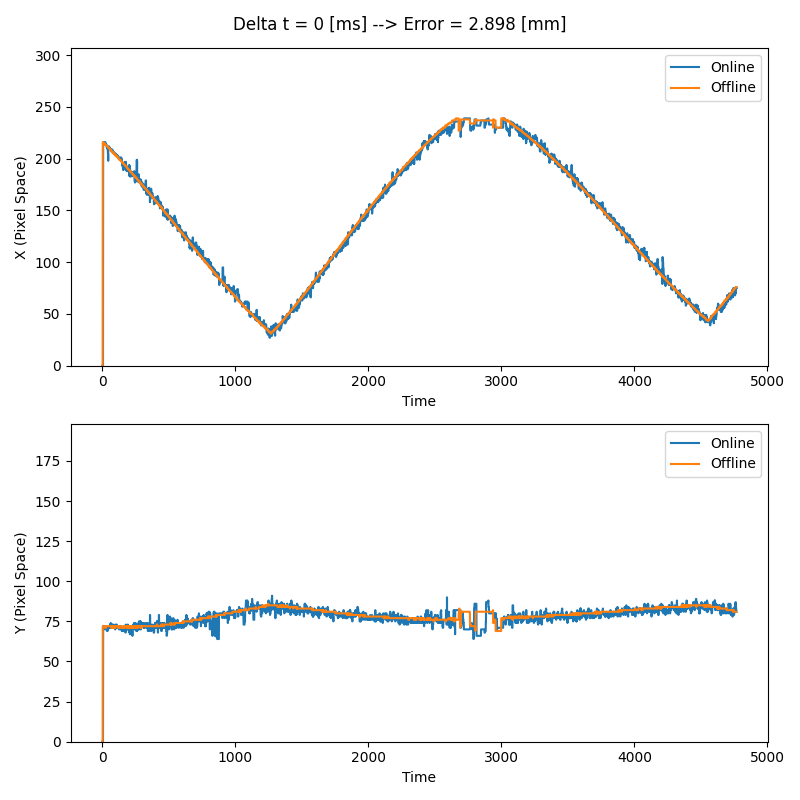 Delta t = 0 [ms] --> Error = 2.898 [mm]
300
250
200
150
100
50
0
X (Pixel Space)
Online
Offline
0 1000 2000 3000 4000 5000
Time
175
150
125
100
75
50
25
0
Y (Pixel Space)
Online
Offline
0 1000 2000 3000 4000 5000
Time